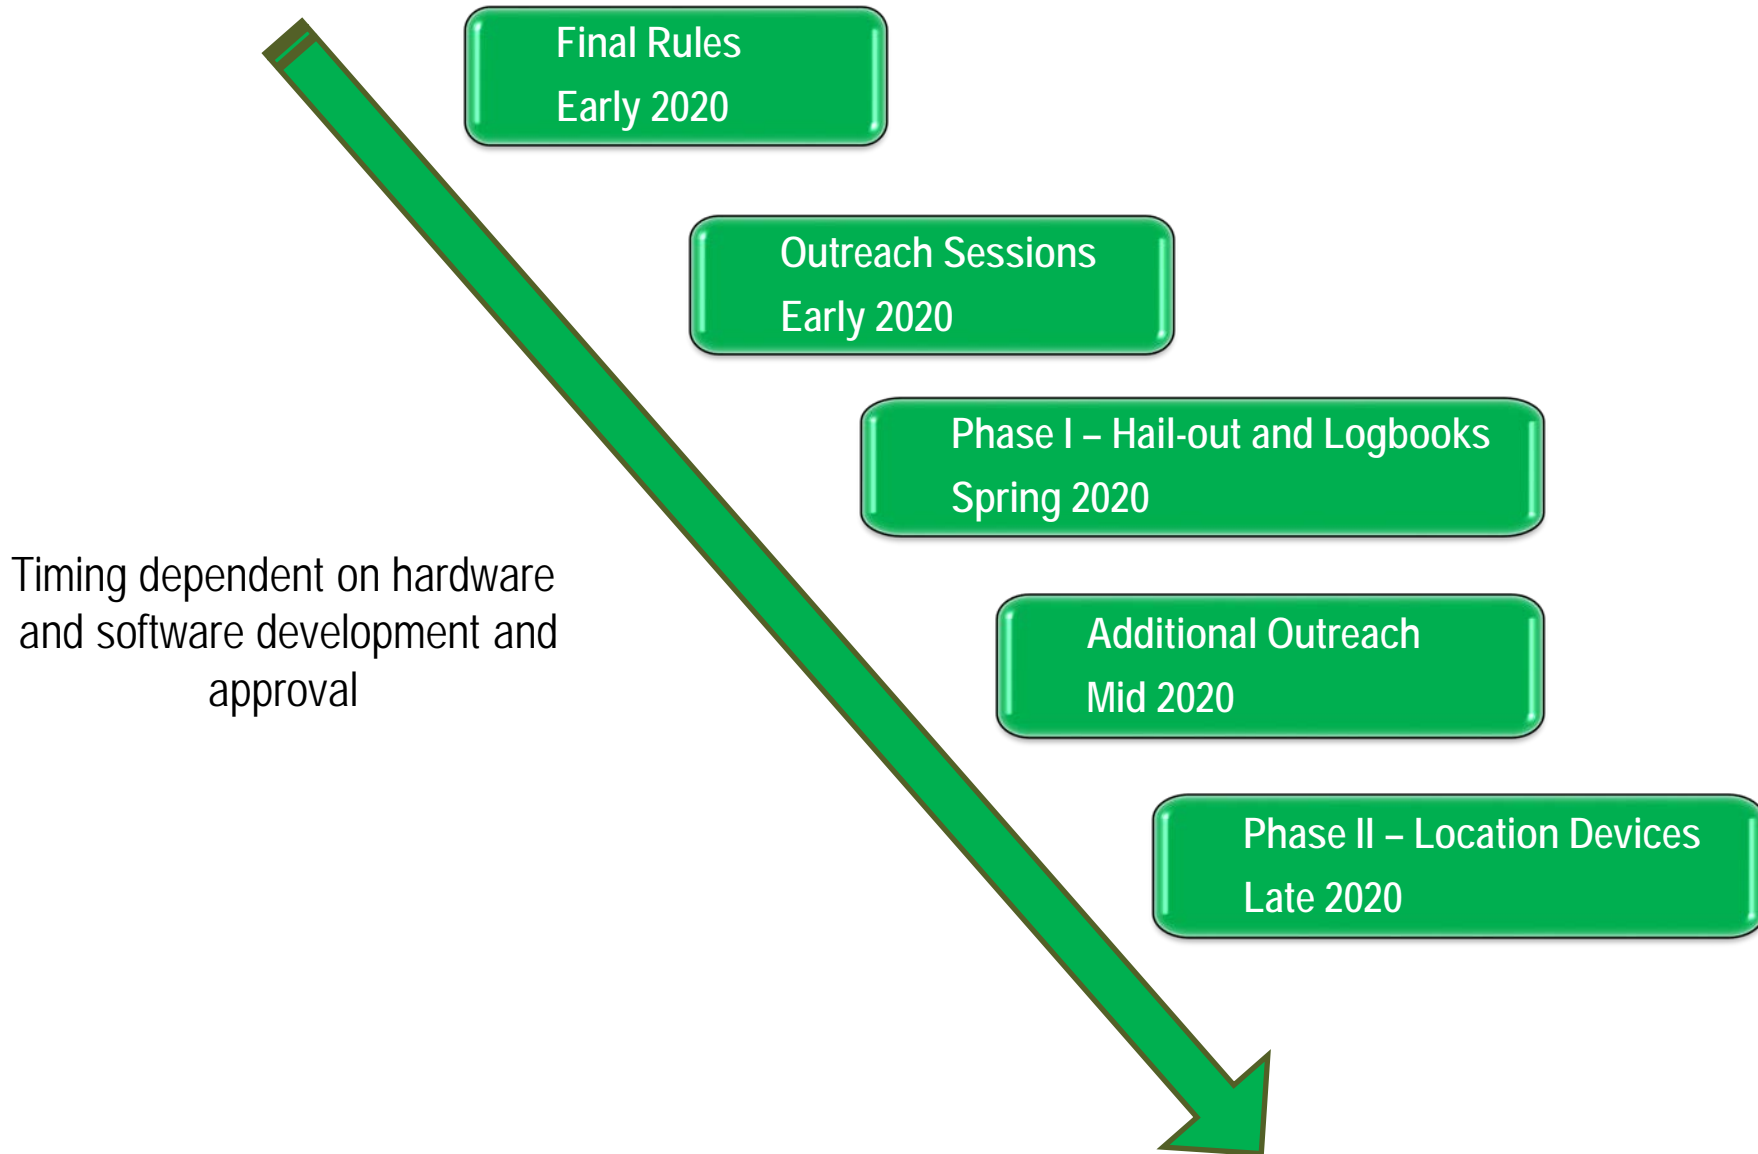 Final Rules
Early 2020
Outreach Sessions
Early 2020
Phase I – Hail-out and Logbooks
Spring 2020
Timing dependent on hardware
and software development and
approval
Additional Outreach
Mid 2020
Phase II – Location Devices
Late 2020